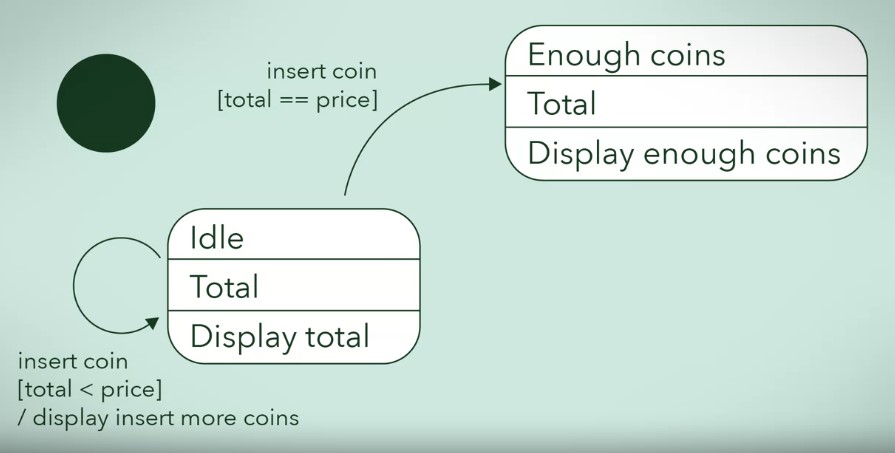 insert coin
[total == price]
Enough coins
Total
Display enough coins
Idle
Total
Display total
insert coin
[total < price]
/ display insert more coins